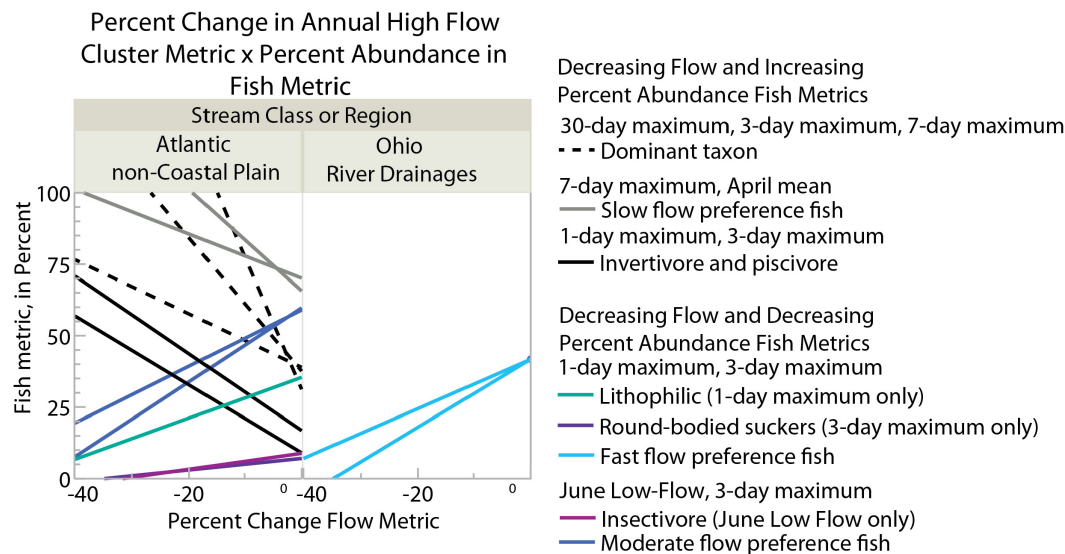 Percent Change in Annual High Flow
Cluster Metric x Percent Abundance in
Fish Metric
Stream Class or Region
Atlantic
non-Coastal Plain
Ohio
River Drainages
Fish metric, in Percent
100
75
50
25
0
-40
-20
0
-40
-20
0
Percent Change Flow Metric
Decreasing Flow and Increasing
Percent Abundance Fish Metrics
30-day maximum, 3-day maximum, 7-day maximum
Dominant taxon
7-day maximum, April mean
Slow flow preference fish
1-day maximum, 3-day maximum
Invertivore and piscivore
Decreasing Flow and Decreasing
Percent Abundance Fish Metrics
1-day maximum, 3-day maximum
Lithophilic (1-day maximum only)
Round-bodied suckers (3-day maximum only)
Fast flow preference fish
June Low-Flow, 3-day maximum
Insectivore (June Low Flow only)
Moderate flow preference fish